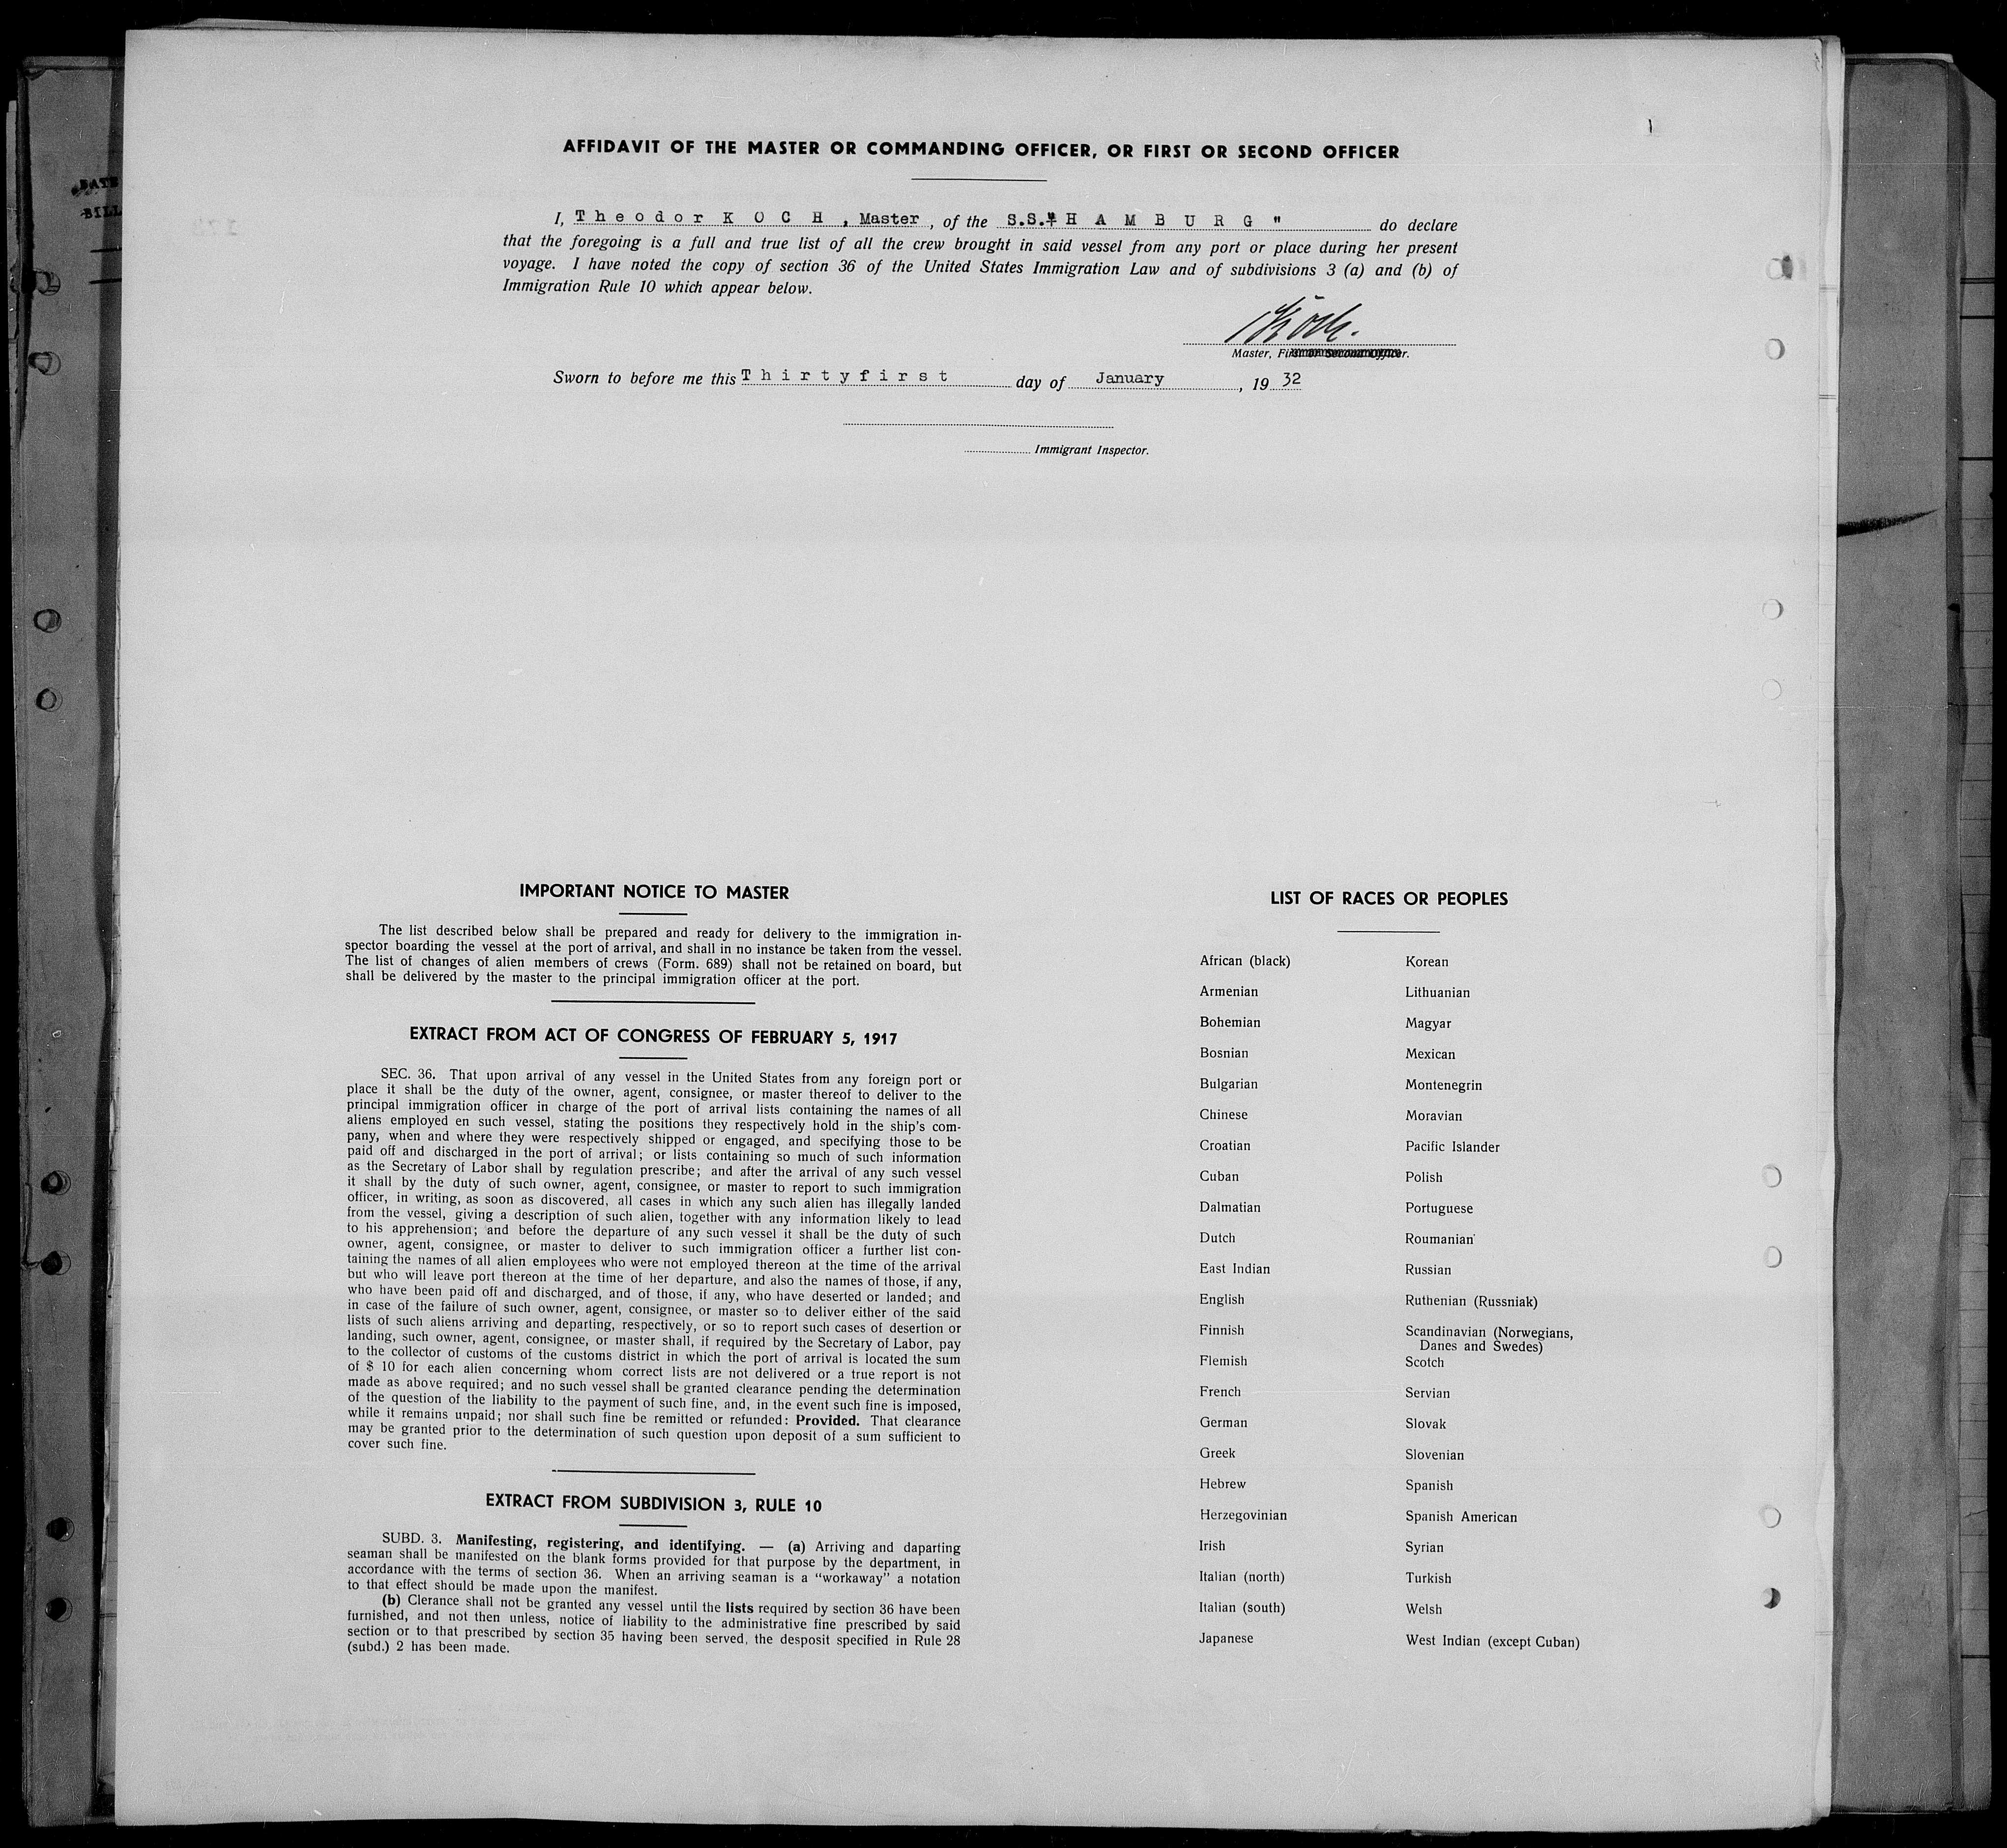 DATE
BILL
1
AFFIDAVIT OF THE MASTER OR COMMANDING OFFICER, OR FIRST OR SECOND OFFICER
I, Theodor KOCH, Master, of the S.S."HAMBURG" do declare
that the foregoing is a full and true list of all the crew brought in said vessel from any port or place during her present
voyage. I have noted the copy of section 36 of the United States Immigration Law and of subdivisions 3 (a) and (b) of
Immigration Rule 10 which appear below.
Koch.
Master, First or Second Officer.
Sworn to before me this Thirtyfirst day of January, 1932
Immigrant Inspector.
IMPORTANT NOTICE TO MASTER
The list described below shall be prepared and ready for delivery to the immigration in-
spector boarding the vessel at the port of arrival, and shall in no instance be taken from the vessel.
The list of changes of alien members of crews (Form. 689) shall not be retained on board, but
shall be delivered by the master to the principal immigration officer at the port.
EXTRACT FROM ACT OF CONGRESS OF FEBRUARY 5, 1917
SEC. 36. That upon arrival of any vessel in the United States from any foreign port or
place it shall be the duty of the owner, agent, consignee, or master thereof to deliver to the
principal immigration officer in charge of the port of arrival lists containing the names of all
aliens employed en such vessel, stating the positions they respectively hold in the ship's com-
pany, when and where they were respectively shipped or engaged, and specifying those to be
paid off and discharged in the port of arrival; or lists containing so much of such information
as the Secretary of Labor shall by regulation prescribe; and after the arrival of any such vessel
it shall by the duty of such owner, agent, consignee, or master to report to such immigration
officer, in writing, as soon as discovered, all cases in which any such alien has illegally landed
from the vessel, giving a description of such alien, together with any information likely to lead
to his apprehension; and before the departure of any such vessel it shall be the duty of such
owner, agent, consignee, or master to deliver to such immigration officer a further list con-
taining the names of all alien employees who were not employed thereon at the time of the arrival
but who will leave port thereon at the time of her departure, and also the names of those, if any,
who have been paid off and discharged, and of those, if any, who have deserted or landed; and
in case of the failure of such owner, agent, consignee, or master so to deliver either of the said
lists of such aliens arriving and departing, respectively, or so to report such cases of desertion or
landing, such owner, agent, consignee, or master shall, if required by the Secretary of Labor, pay
to the collector of customs of the customs district in which the port of arrival is located the sum
of $ 10 for each alien concerning whom correct lists are not delivered or a true report is not
made as above required; and no such vessel shall be granted clearance pending the determination
of the question of the liability to the payment of such fine, and, in the event such fine is imposed,
while it remains unpaid; nor shall such fine be remitted or refunded: Provided. That clearance
may be granted prior to the determination of such question upon deposit of a sum sufficient to
cover such fine.
EXTRACT FROM SUBDIVISION 3, RULE 10
SUBD. 3. Manifesting, registering, and identifying. — (a) Arriving and daparting
seaman shall be manifested on the blank forms provided for that purpose by the department, in
accordance with the terms of section 36. When an arriving seaman is a “workaway” a notation
to that effect should be made upon the manifest.
(b) Clerance shall not be granted any vessel until the lists required by section 36 have been
furnished, and not then unless, notice of liability to the administrative fine prescribed by said
section or to that prescribed by section 35 having been served, the desposit specified in Rule 28
(subd.) 2 has been made.
LIST OF RACES OR PEOPLES
African (black)
Armenian
Bohemian
Bosnian
Bulgarian
Chinese
Croatian
Cuban
Dalmatian
Dutch
East Indian
English
Finnish
Flemish
French
German
Greek
Hebrew
Herzegovinian
Irish
Italian (north)
Italian (south)
Japanese
Korean
Lithuanian
Magyar
Mexican
Montenegrin
Moravian
Pacific Islander
Polish
Portuguese
Roumanian
Russian
Ruthenian (Russniak)
Scandinavian (Norwegians,
Danes and Swedes)
Scotch
Servian
Slovak
Slovenian
Spanish
Spanish American
Syrian
Turkish
Welsh
West Indian (except Cuban)